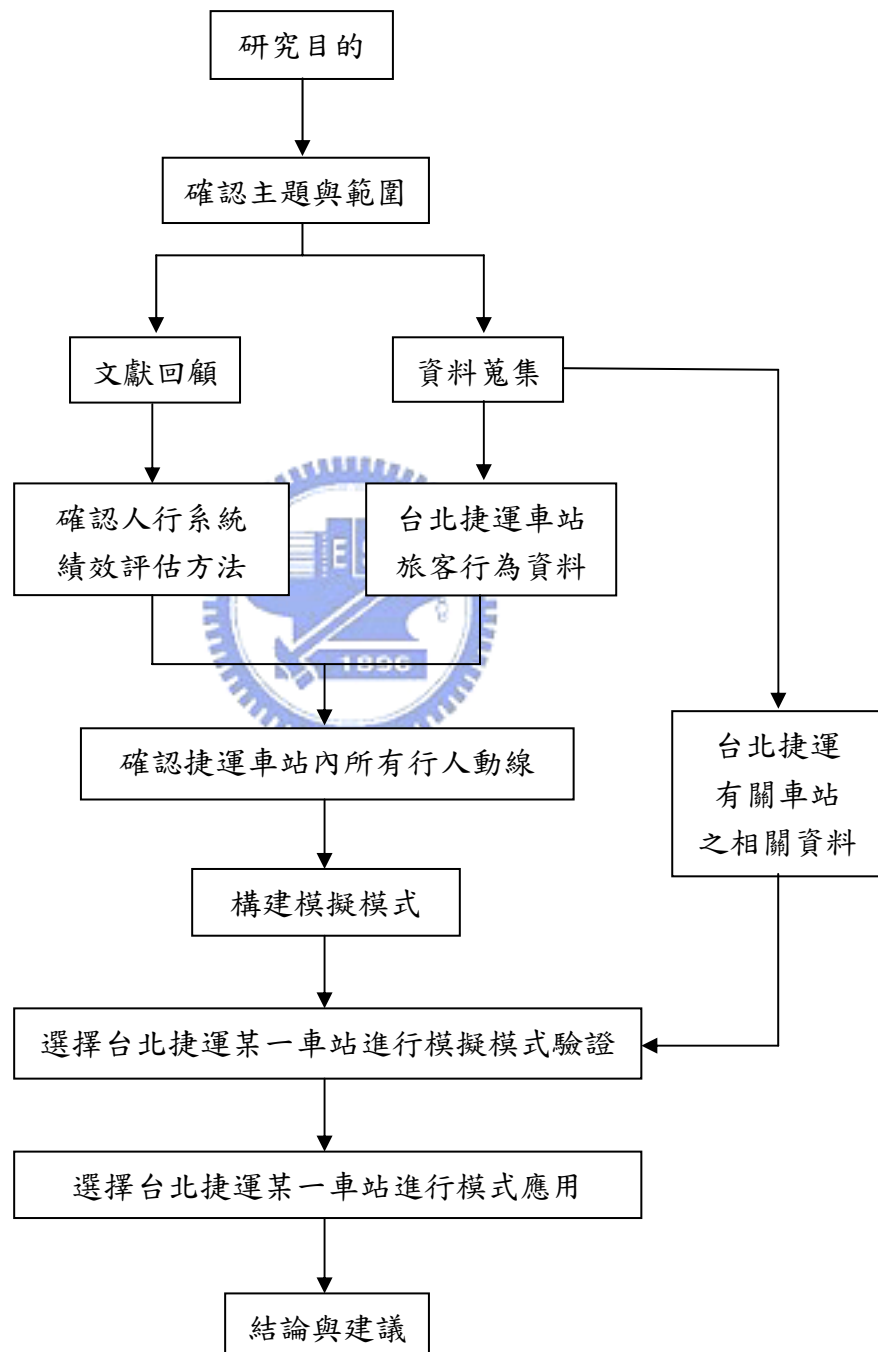 研究目的
確認主題與範圍
文獻回顧
資料蒐集
確認人行系統
績效評估方法
台北捷運車站
旅客行為資料
1896
確認捷運車站內所有行人動線
台北捷運
有關車站
之相關資料
構建模擬模式
選擇台北捷運某一車站進行模擬模式驗證
選擇台北捷運某一車站進行模式應用
結論與建議